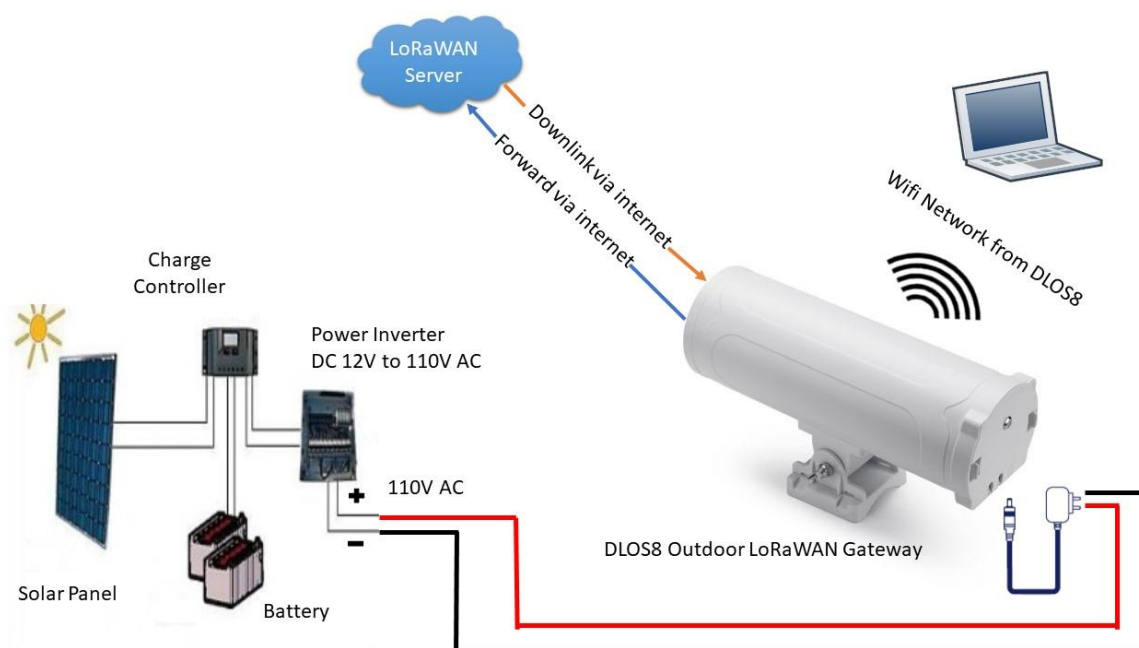 LoRaWAN
Server
Downlink via internet
Forward via internet
Wifi Network from DLOS8
Charge
Controller
Power Inverter
DC 12V to 110V AC
+
110V AC
-
DLOS8 Outdoor LoRaWAN Gateway
Solar Panel
Battery